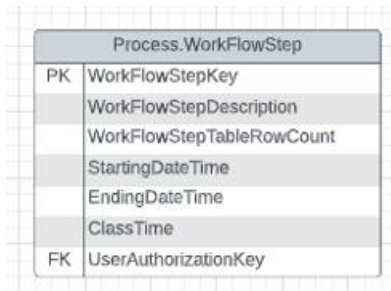 Process.WorkFlowStep
PK WorkFlowStepKey
WorkFlowStepDescription
WorkFlowStepTableRowCount
StartingDateTime
EndingDateTime
ClassTime
FK UserAuthorizationKey